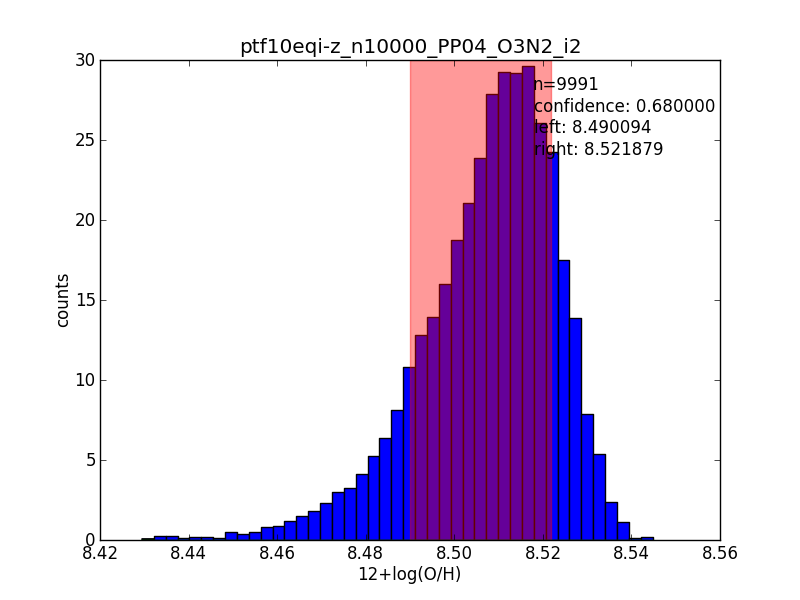 ptf10eqi-z_n10000_PP04_O3N2_i2
30
25
20
15
10
5
0
counts
n=9991
confidence: 0.680000
left: 8.490094
right: 8.521879
8.42 8.44 8.46 8.48 8.50 8.52 8.54 8.56
12+log(O/H)